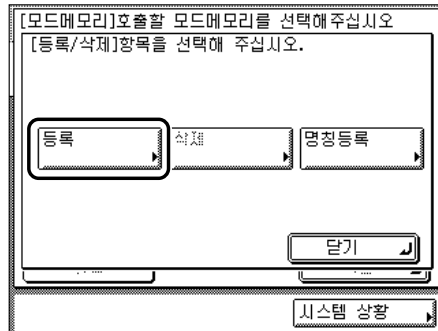 [모드메모리]호출할 모드메모리를 선택해주십시오
[등록/삭제]항목을 선택해 주십시오.
등록
삭제
명칭등록
닫기
시스템 상황